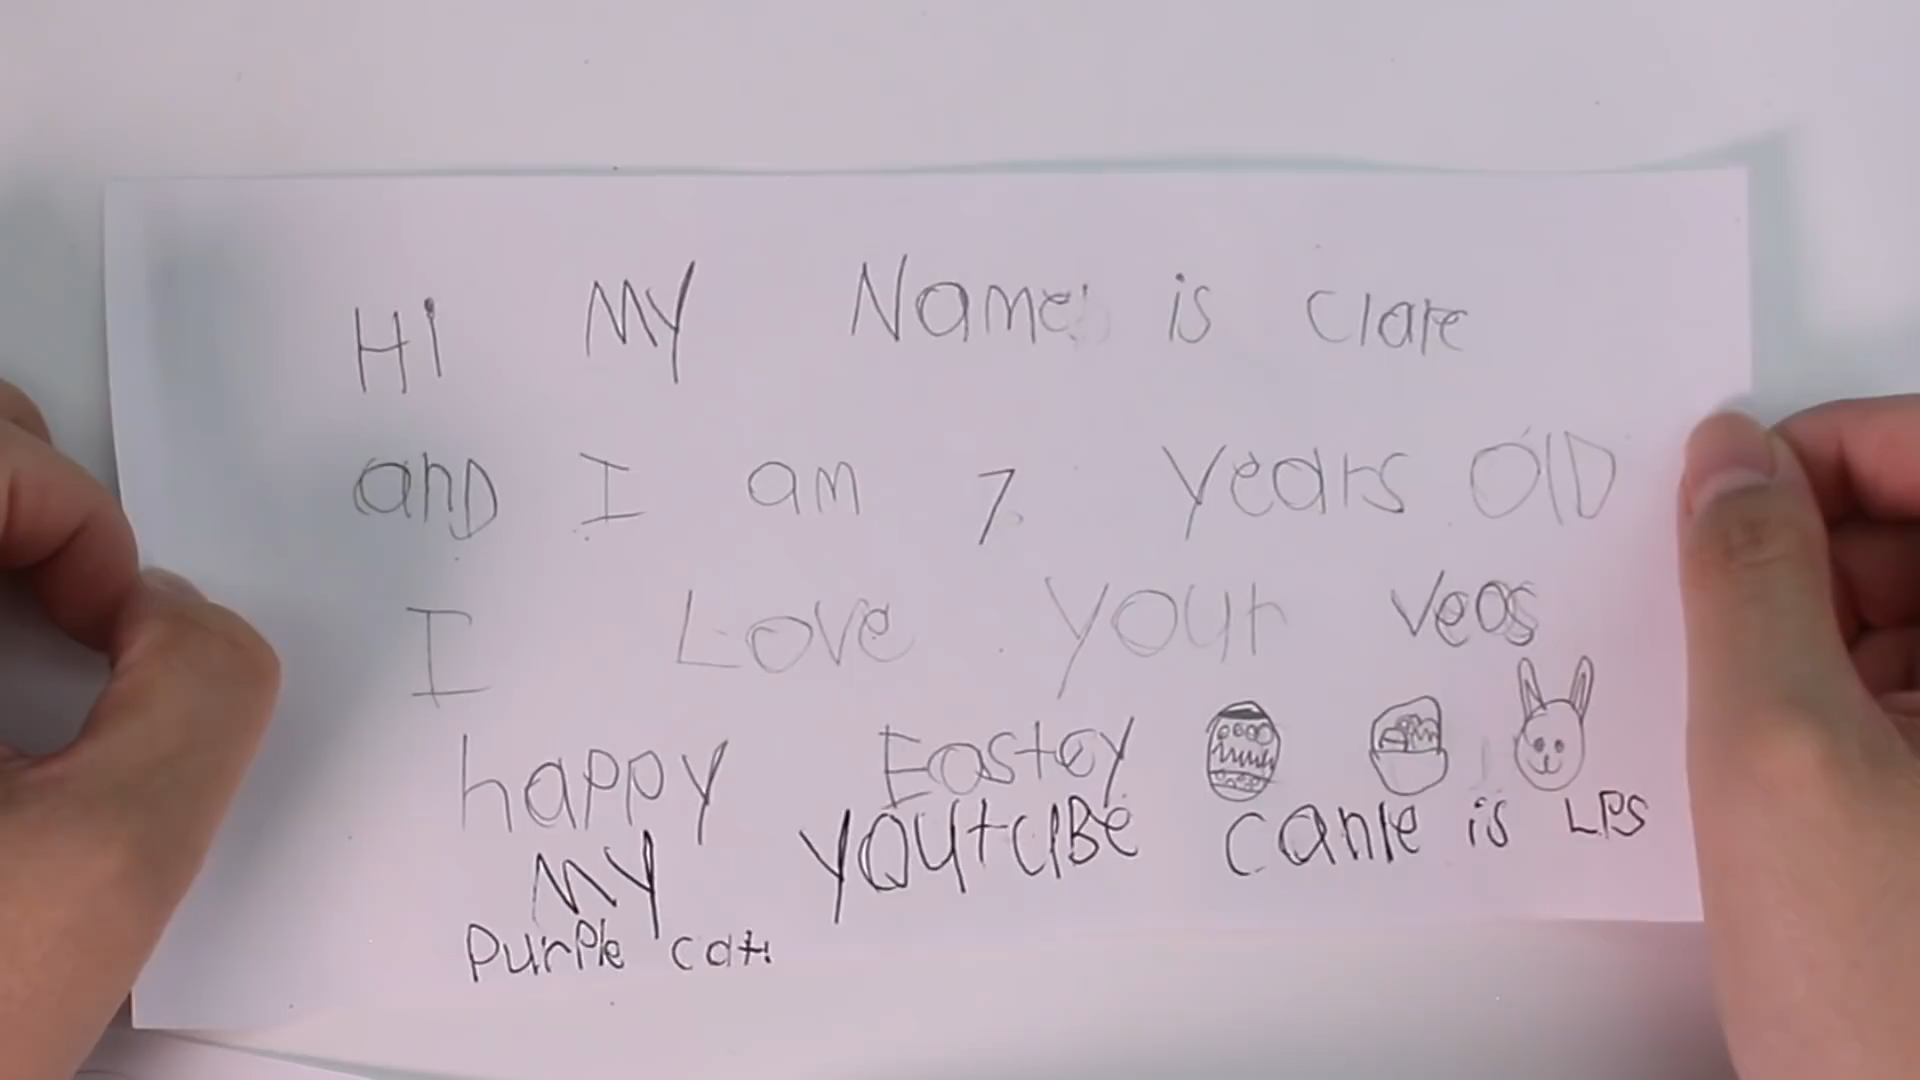 Hi MY Name is Clare
and I am 7 years OlD
I Love your veos
happy Eastey
MY YOUtUBe canle is LPS
Purple cat